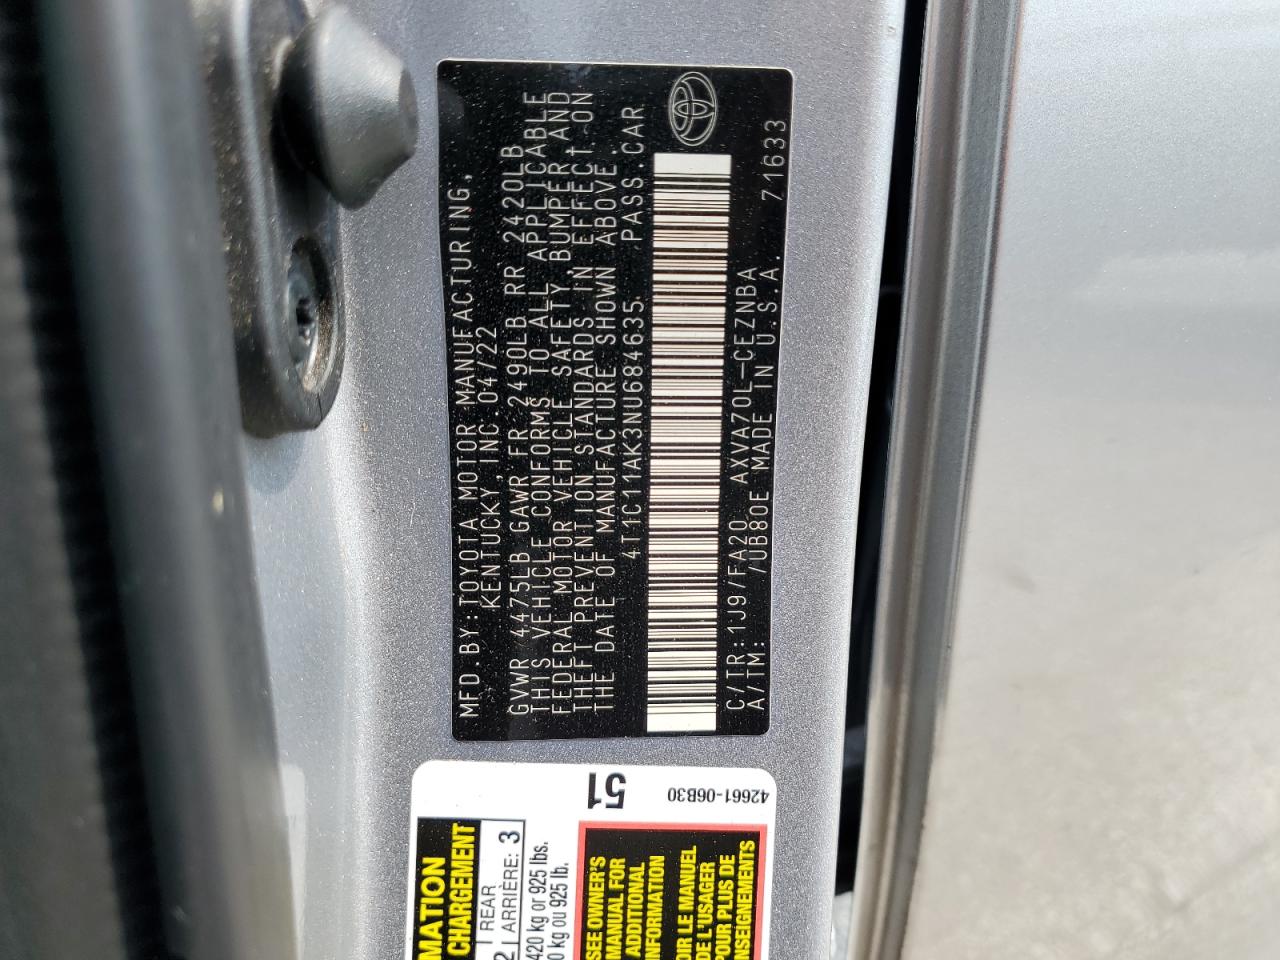 MFD.BY:TOYOTA MOTOR MANUFACTURING,
KENTUCKY, INC. 04/22
GVWR 4475LB GAWR FR 2490LB RR 2420LB
THIS VEHICLE CONFORMS TO ALL APPLICABLE
FEDERAL MOTOR VEHICLE SAFETY, BUMPER AND
THEFT PREVENTION STANDARDS IN EFFECT ON
THE DATE OF MANUFACTURE SHOWN ABOVE.
4T1C11AK3NU684635 PASS.CAR
C/TR:1J9/FA20 AXVA70L-CEZNBA
A/TM: /UB80E MADE IN U.S.A. 71633
51
42661-06B30
MATION
CHARGEMENT
2 REAR
ARRIÈRE: 3
420 kg or 925 lbs.
0 kg ou 925 lb.
SEE OWNER'S
MANUAL FOR
ADDITIONAL
INFORMATION
OIR LE MANUEL
DE L'USAGER
POUR PLUS DE
NSEIGNEMENTS